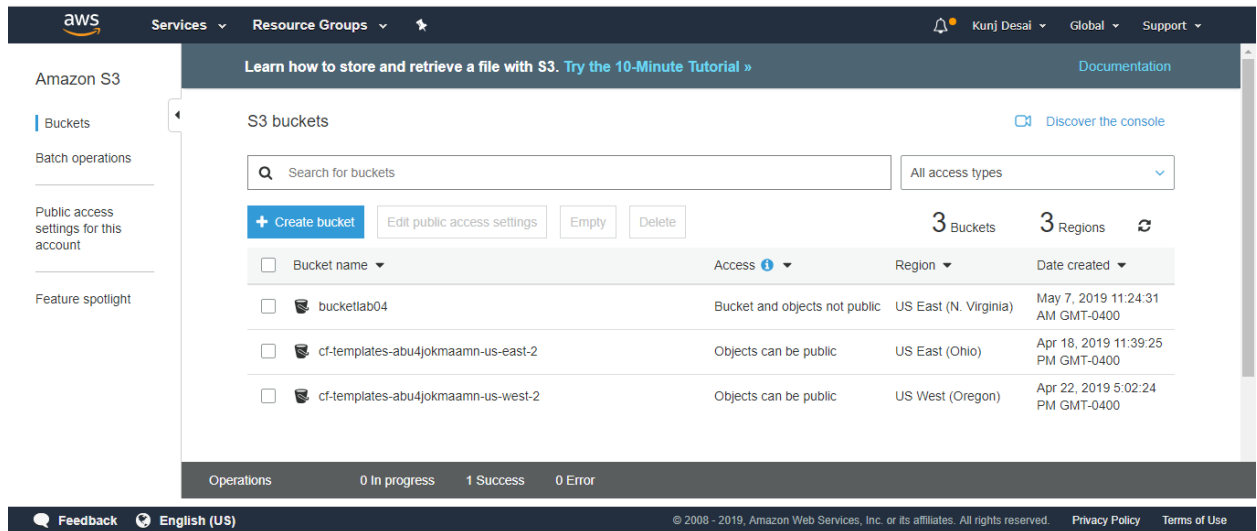 aws Services Resource Groups Kunj Desai Global Support
Amazon S3
Buckets
Batch operations
Public access
settings for this
account
Feature spotlight
Learn how to store and retrieve a file with S3. Try the 10-Minute Tutorial » Documentation
S3 buckets Discover the console
Search for buckets All access types
Create bucket Edit public access settings Empty Delete 3 Buckets 3 Regions
Bucket name Access Region Date created
bucketlab04 Bucket and objects not public US East (N. Virginia) May 7, 2019 11:24:31
AM GMT-0400
cf-templates-abu4jokmaamn-us-east-2 Objects can be public US East (Ohio) Apr 18, 2019 11:39:25
PM GMT-0400
cf-templates-abu4jokmaamn-us-west-2 Objects can be public US West (Oregon) Apr 22, 2019 5:02:24
PM GMT-0400
Operations 0 In progress 1 Success 0 Error
Feedback English (US) © 2008 - 2019, Amazon Web Services, Inc. or its affiliates. All rights reserved. Privacy Policy Terms of Use